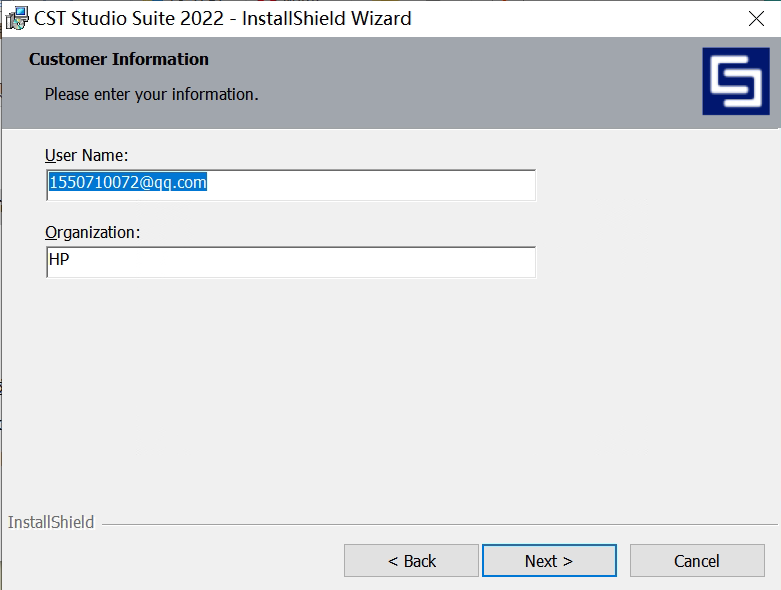 CST Studio Suite 2022 - InstallShield Wizard
Customer Information
Please enter your information.
User Name:
1550710072@qq.com
Organization:
HP
InstallShield
< Back
Next >
Cancel